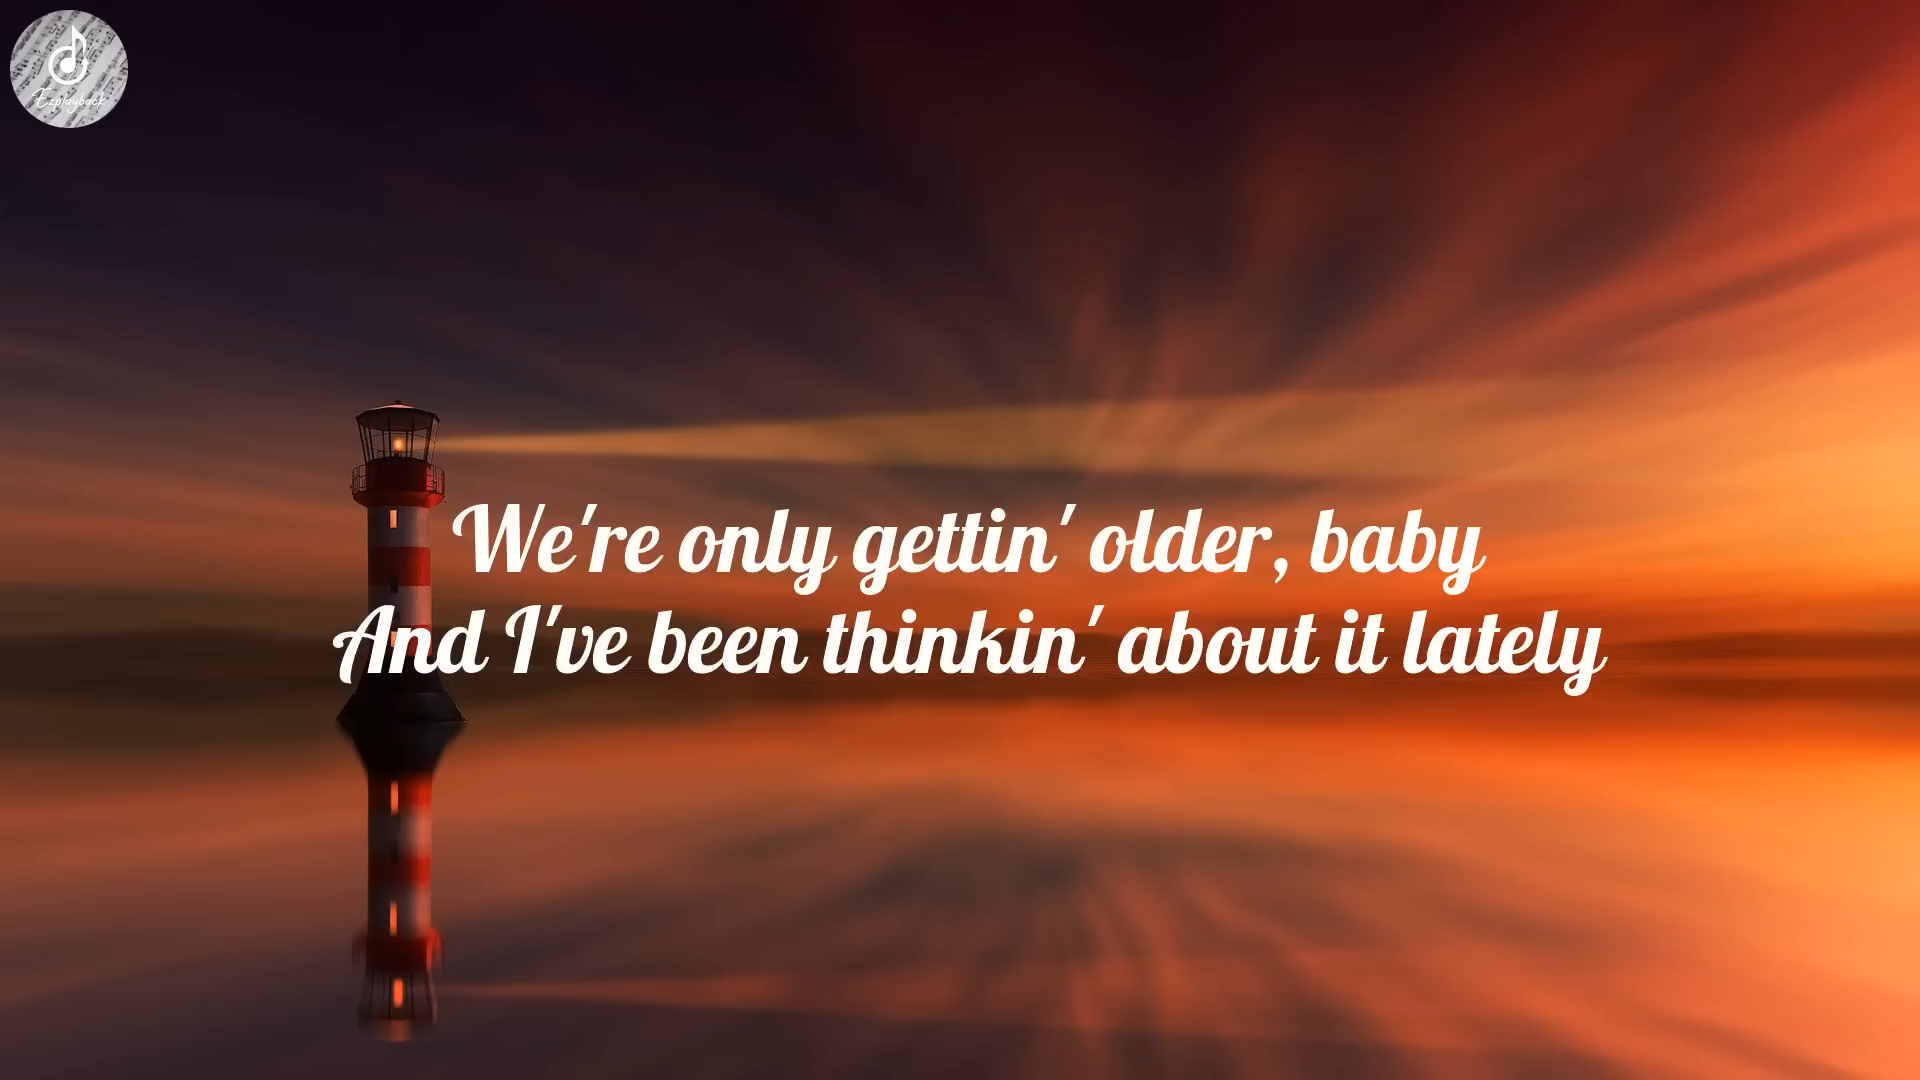 Ezplayback
We're only gettin' older, baby
And I've been thinkin' about it lately